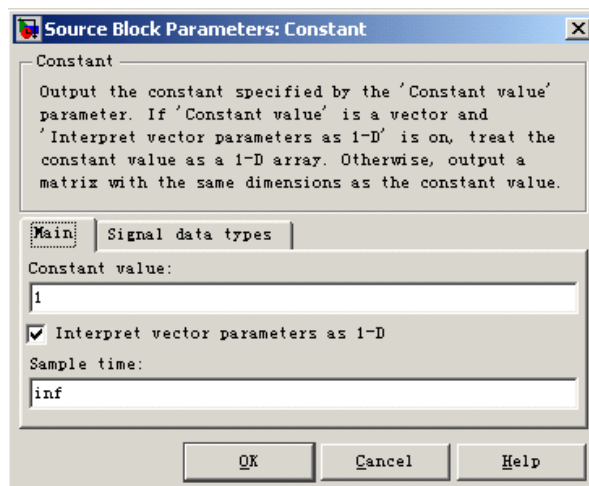 Source Block Parameters: Constant
Constant
Output the constant specified by the 'Constant value'
parameter. If 'Constant value' is a vector and
'Interpret vector parameters as 1-D' is on, treat the
constant value as a 1-D array. Otherwise, output a
matrix with the same dimensions as the constant value.
Main Signal data types
Constant value:
1
Interpret vector parameters as 1-D
Sample time:
inf
OK Cancel Help